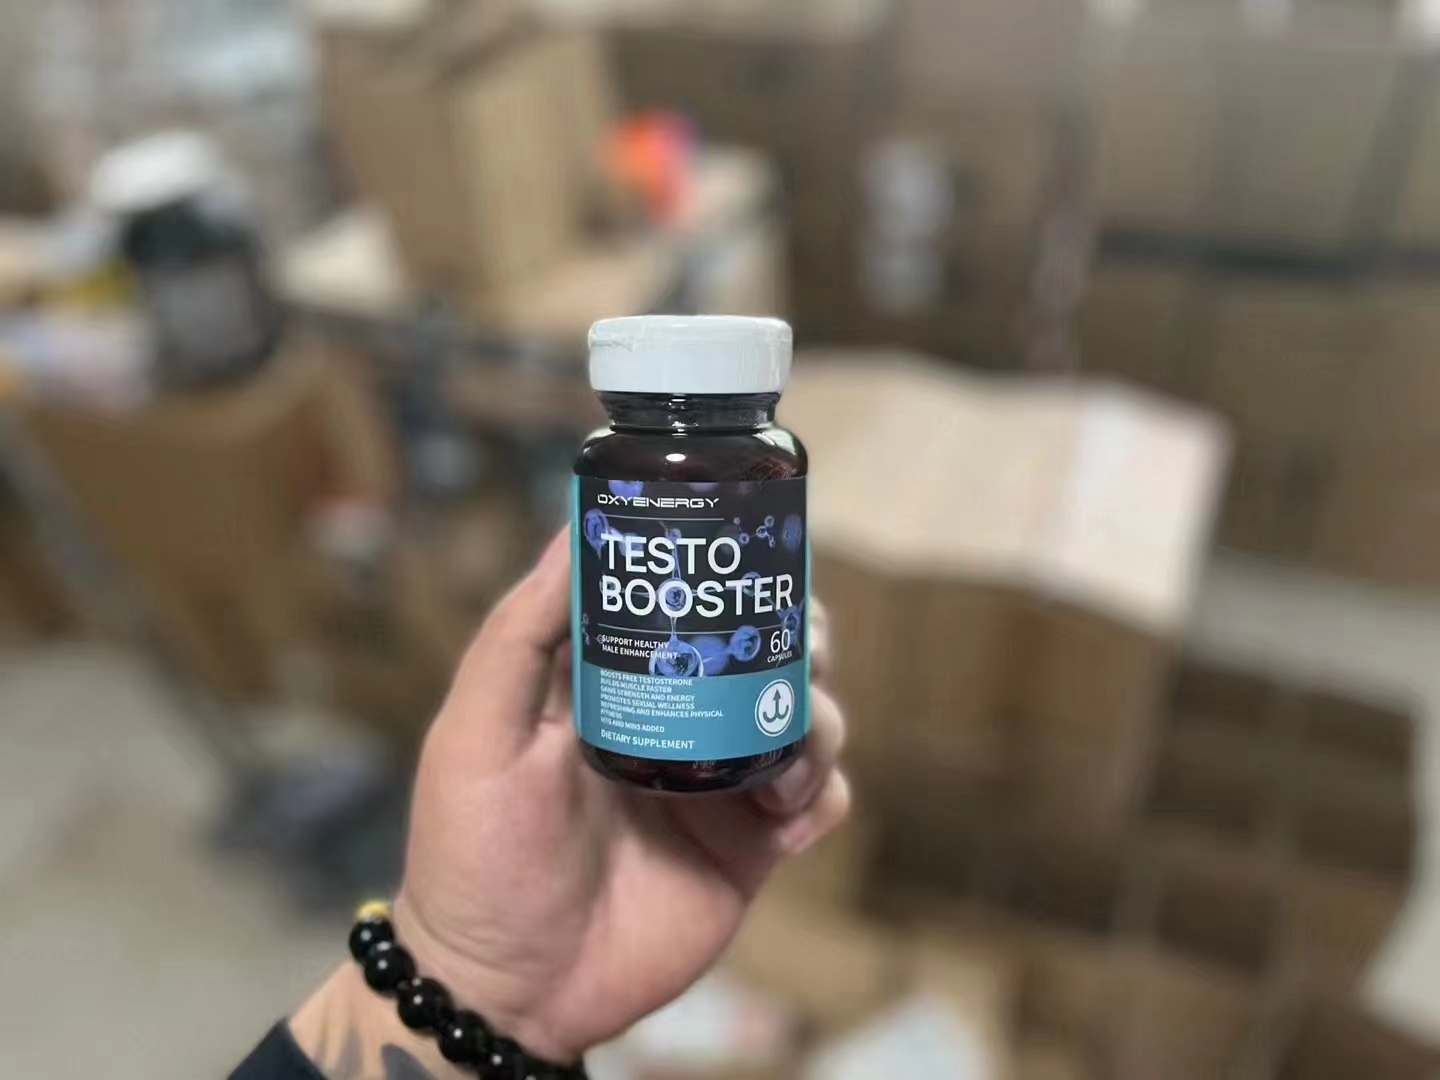 OXYENERGY
TESTO
BOOSTER
SUPPORT HEALTHY
MALE ENHANCEMENT
60
CAPSULES
BOOSTS FREE TESTOSTERONE
BUILDS MUSCLE FASTER
GAINS STRENGTH AND ENERGY
PROMOTES SEXUAL WELLNESS
REFRESHING AND ENHANCES PHYSICAL
FITNESS
VITS AND MINS ADDED
DIETARY SUPPLEMENT